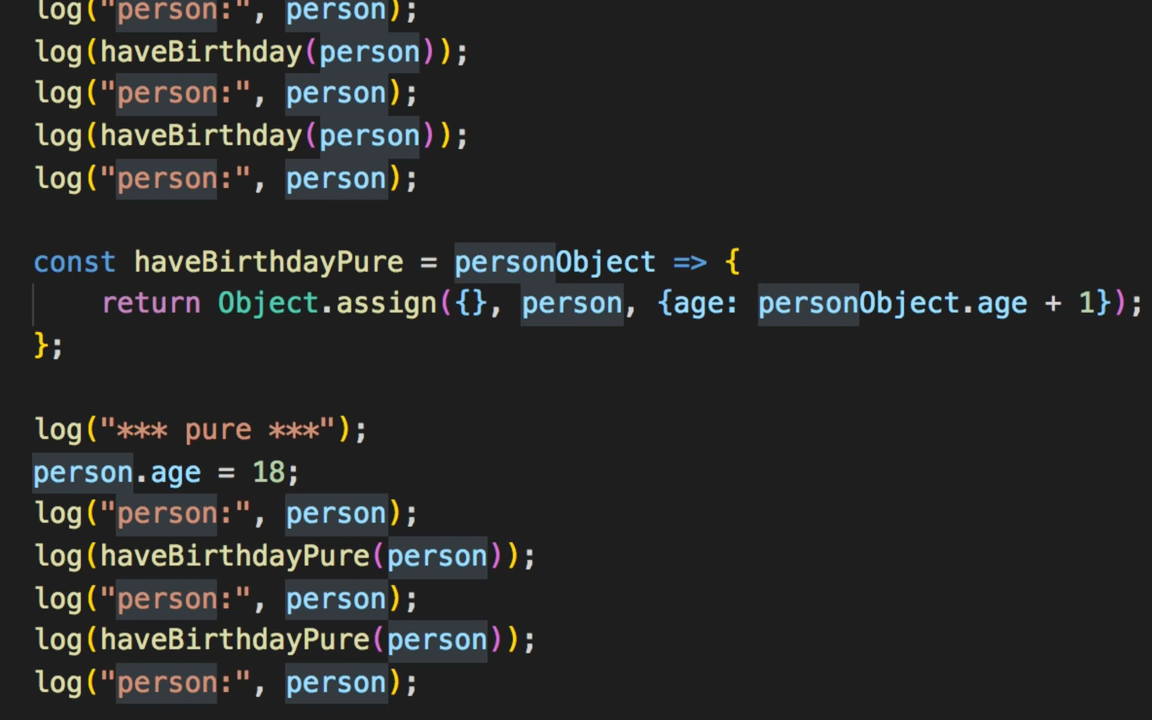 log("person:", person);
log(haveBirthday(person));
log("person:", person);
log(haveBirthday(person));
log("person:", person);
const haveBirthdayPure = personObject => {
return Object.assign({}, person, {age: personObject.age + 1});
};
log("*** pure ***");
person.age = 18;
log("person:", person);
log(haveBirthdayPure(person));
log("person:", person);
log(haveBirthdayPure(person));
log("person:", person);